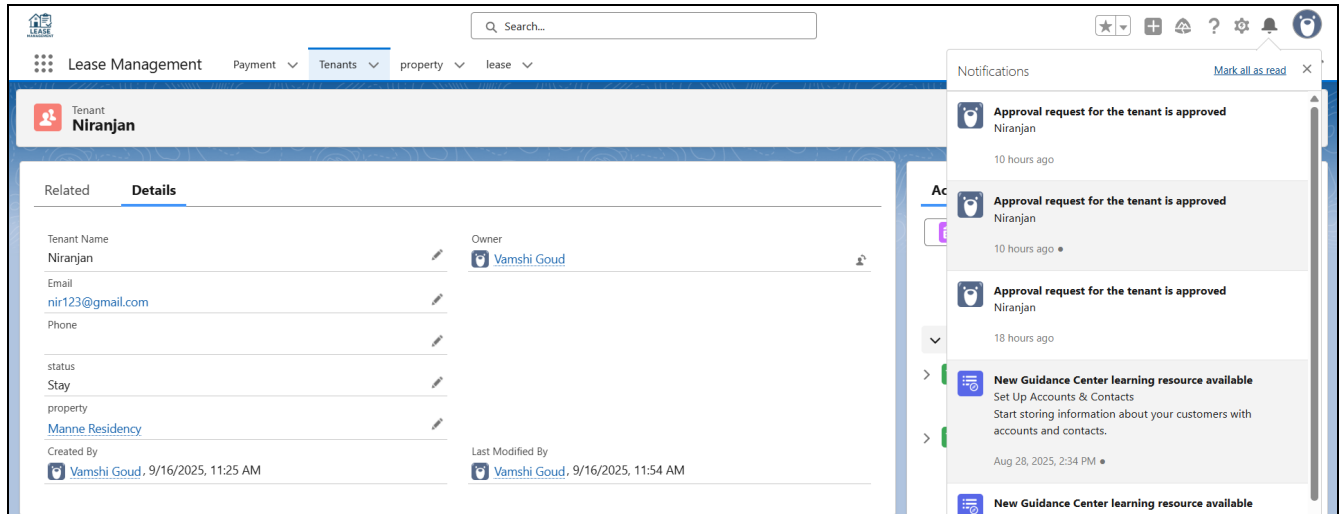 LEASE
MANAGEMENT
Search...
Lease Management
Payment
Tenants
property
lease
Tenant
Niranjan
Related
Details
Tenant Name
Niranjan
Owner
Vamshi Goud
Email
nir123@gmail.com
Phone
status
Stay
property
Manne Residency
Created By
Vamshi Goud, 9/16/2025, 11:25 AM
Last Modified By
Vamshi Goud, 9/16/2025, 11:54 AM
Ac
Notifications
Mark all as read
Approval request for the tenant is approved
Niranjan
10 hours ago
Approval request for the tenant is approved
Niranjan
10 hours ago •
Approval request for the tenant is approved
Niranjan
18 hours ago
New Guidance Center learning resource available
Set Up Accounts & Contacts
Start storing information about your customers with
accounts and contacts.
Aug 28, 2025, 2:34 PM •
New Guidance Center learning resource available